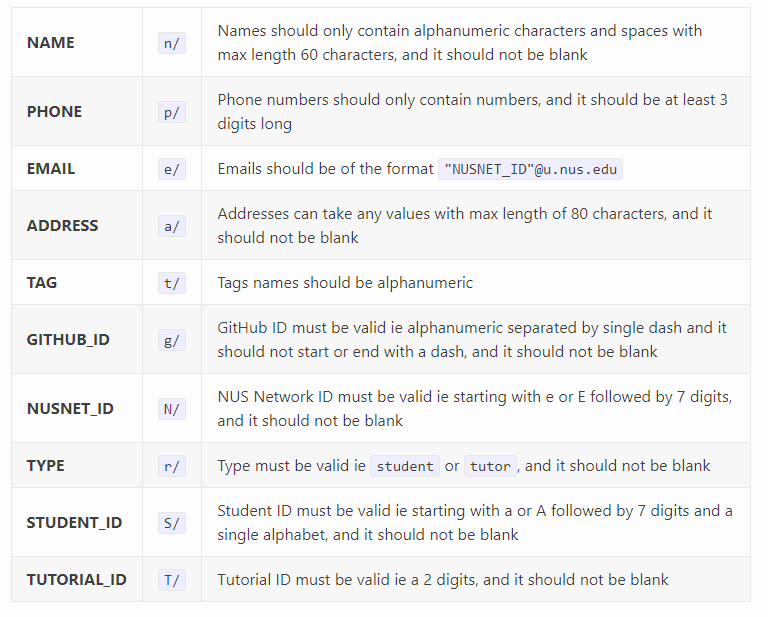 NAME n/ Names should only contain alphanumeric characters and spaces with
max length 60 characters, and it should not be blank
PHONE p/ Phone numbers should only contain numbers, and it should be at least 3
digits long
EMAIL e/ Emails should be of the format "NUSNET_ID"@u.nus.edu
ADDRESS a/ Addresses can take any values with max length of 80 characters, and it
should not be blank
TAG t/ Tags names should be alphanumeric
GITHUB_ID g/ GitHub ID must be valid ie alphanumeric separated by single dash and it
should not start or end with a dash, and it should not be blank
NUSNET_ID N/ NUS Network ID must be valid ie starting with e or E followed by 7 digits,
and it should not be blank
TYPE r/ Type must be valid ie student or tutor , and it should not be blank
STUDENT_ID S/ Student ID must be valid ie starting with a or A followed by 7 digits and a
single alphabet, and it should not be blank
TUTORIAL_ID T/ Tutorial ID must be valid ie a 2 digits, and it should not be blank